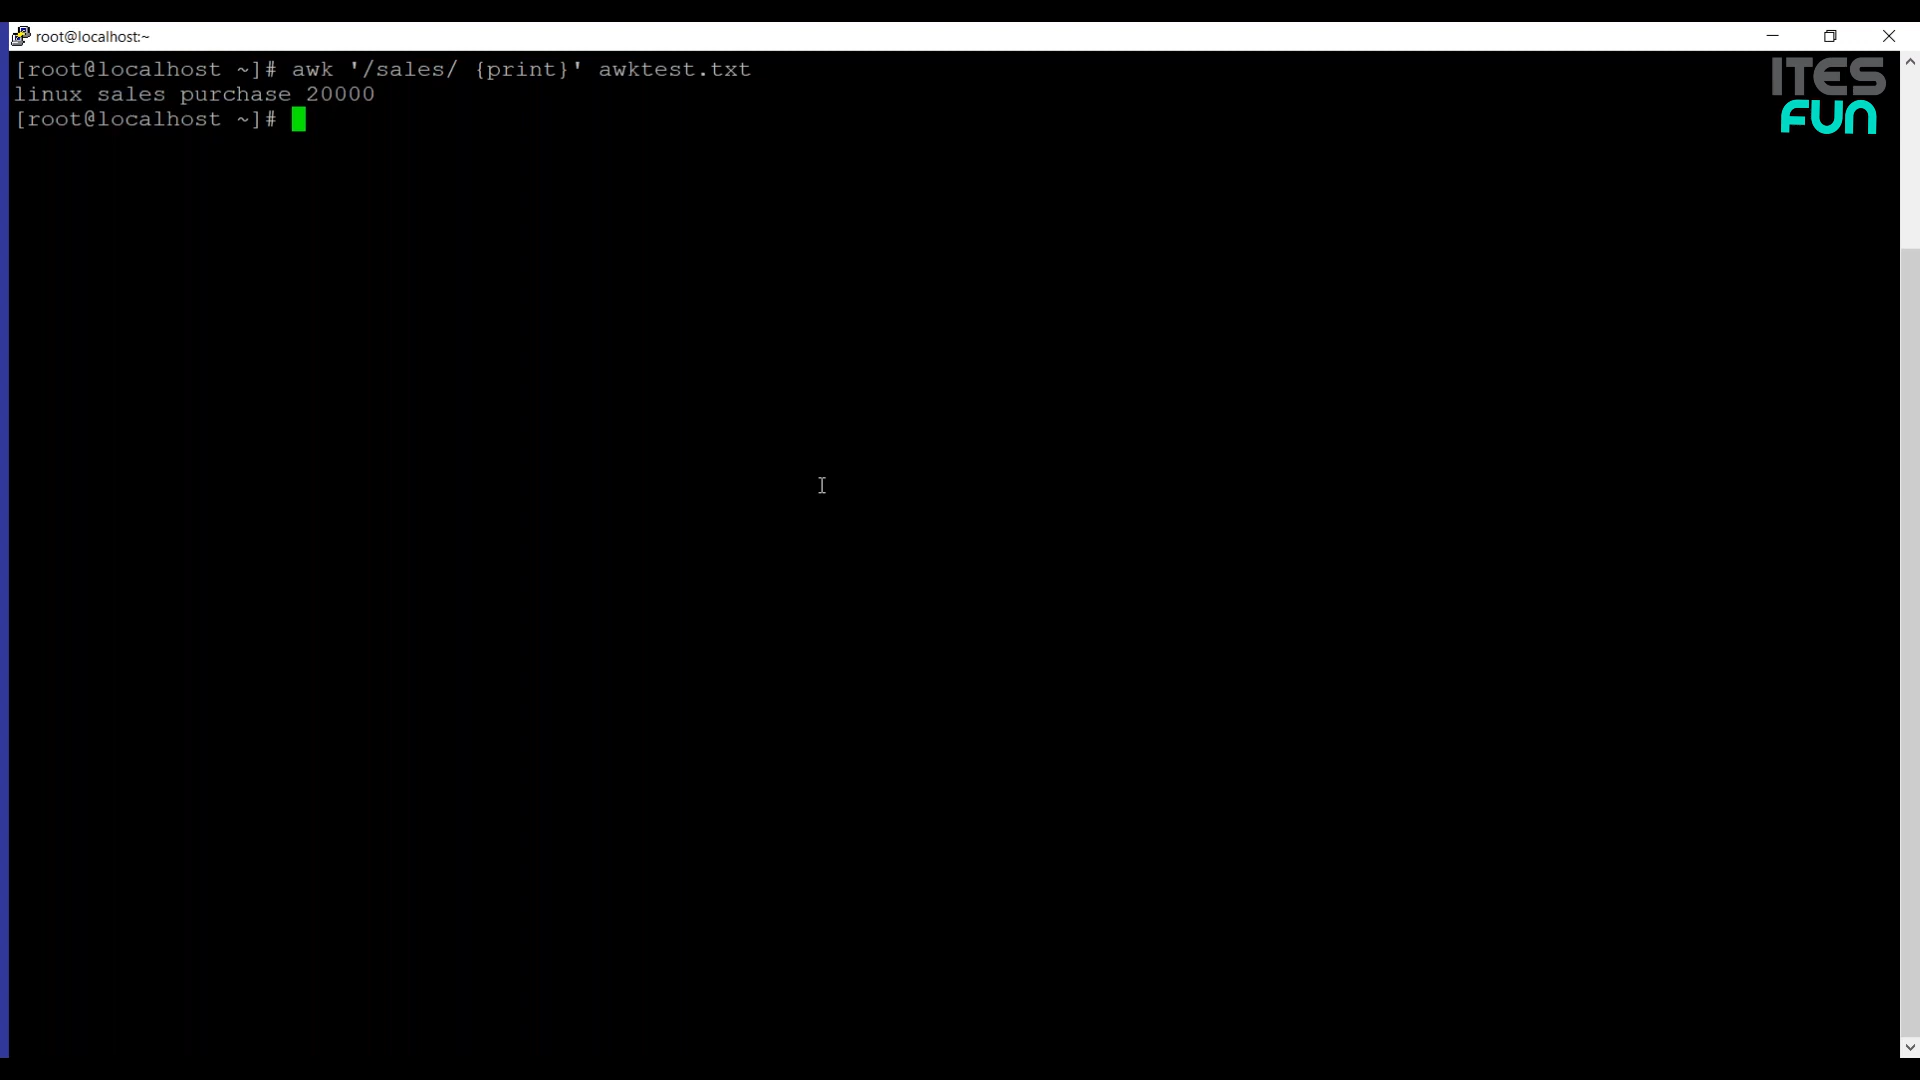 root@localhost:~
[root@localhost ~]# awk '/sales/ {print}' awktest.txt
linux sales purchase 20000
[root@localhost ~]#
ITES
FUN